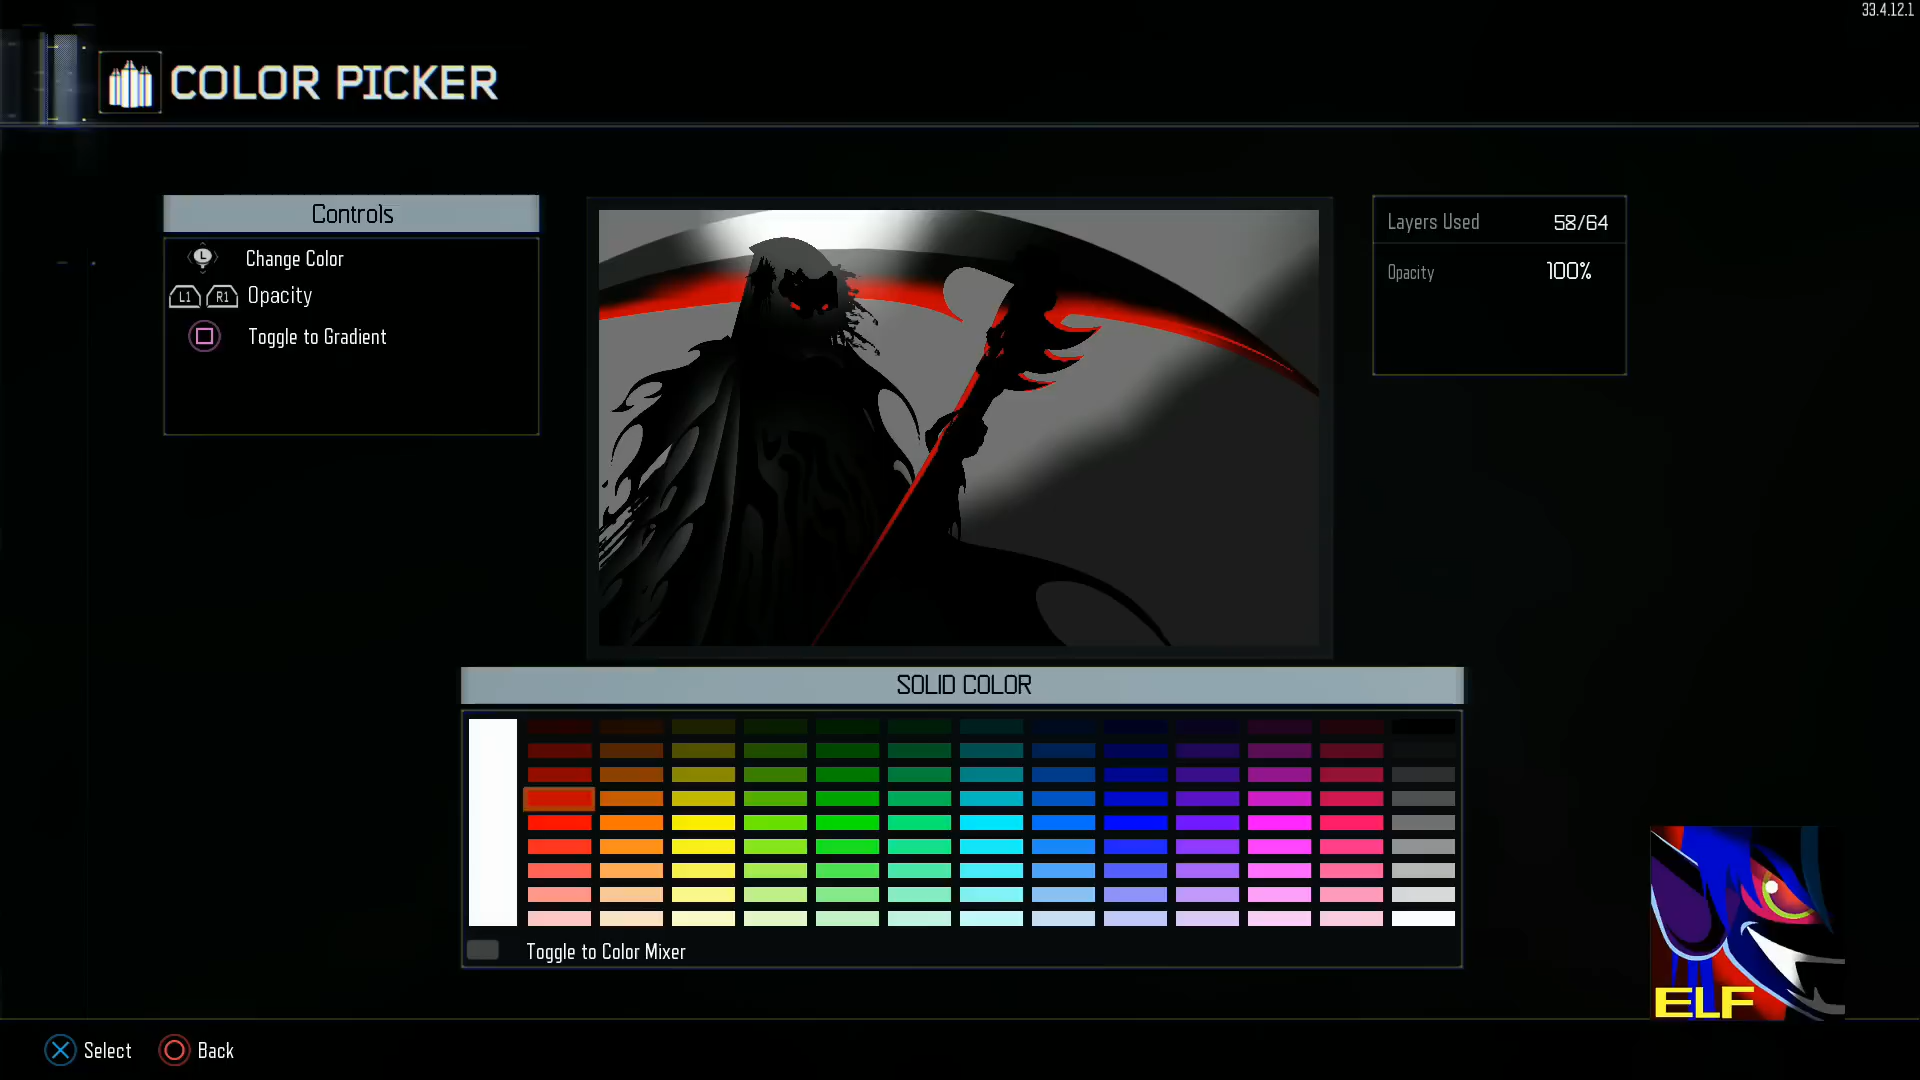 33.4.12.1
COLOR PICKER
Controls
L Change Color
L1 R1 Opacity
Toggle to Gradient
Layers Used 58/64
Opacity 100%
SOLID COLOR
Toggle to Color Mixer
ELF
Select Back